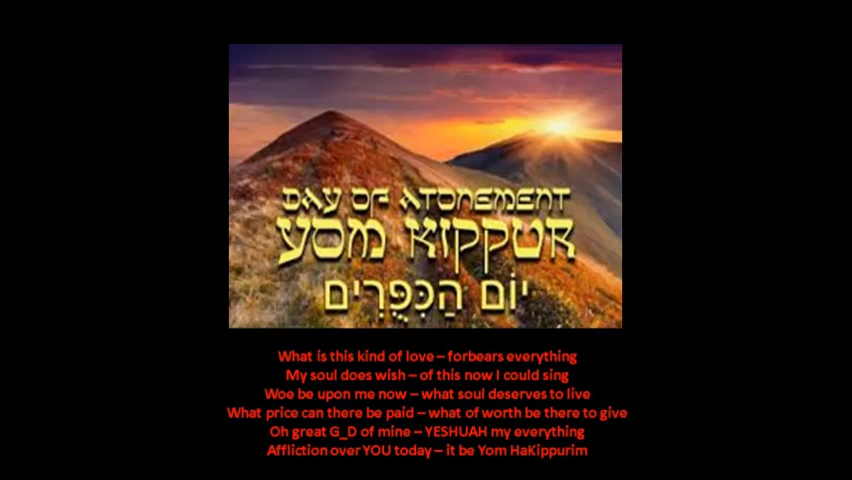 DAY OF ATONEMENT
YOM KIPPUR
יוֹם הַכִּפֻּרִים
What is this kind of love – forbears everything
My soul does wish – of this now I could sing
Woe be upon me now – what soul deserves to live
What price can there be paid – what of worth be there to give
Oh great G_D of mine – YESHUAH my everything
Affliction over YOU today – it be Yom HaKippurim